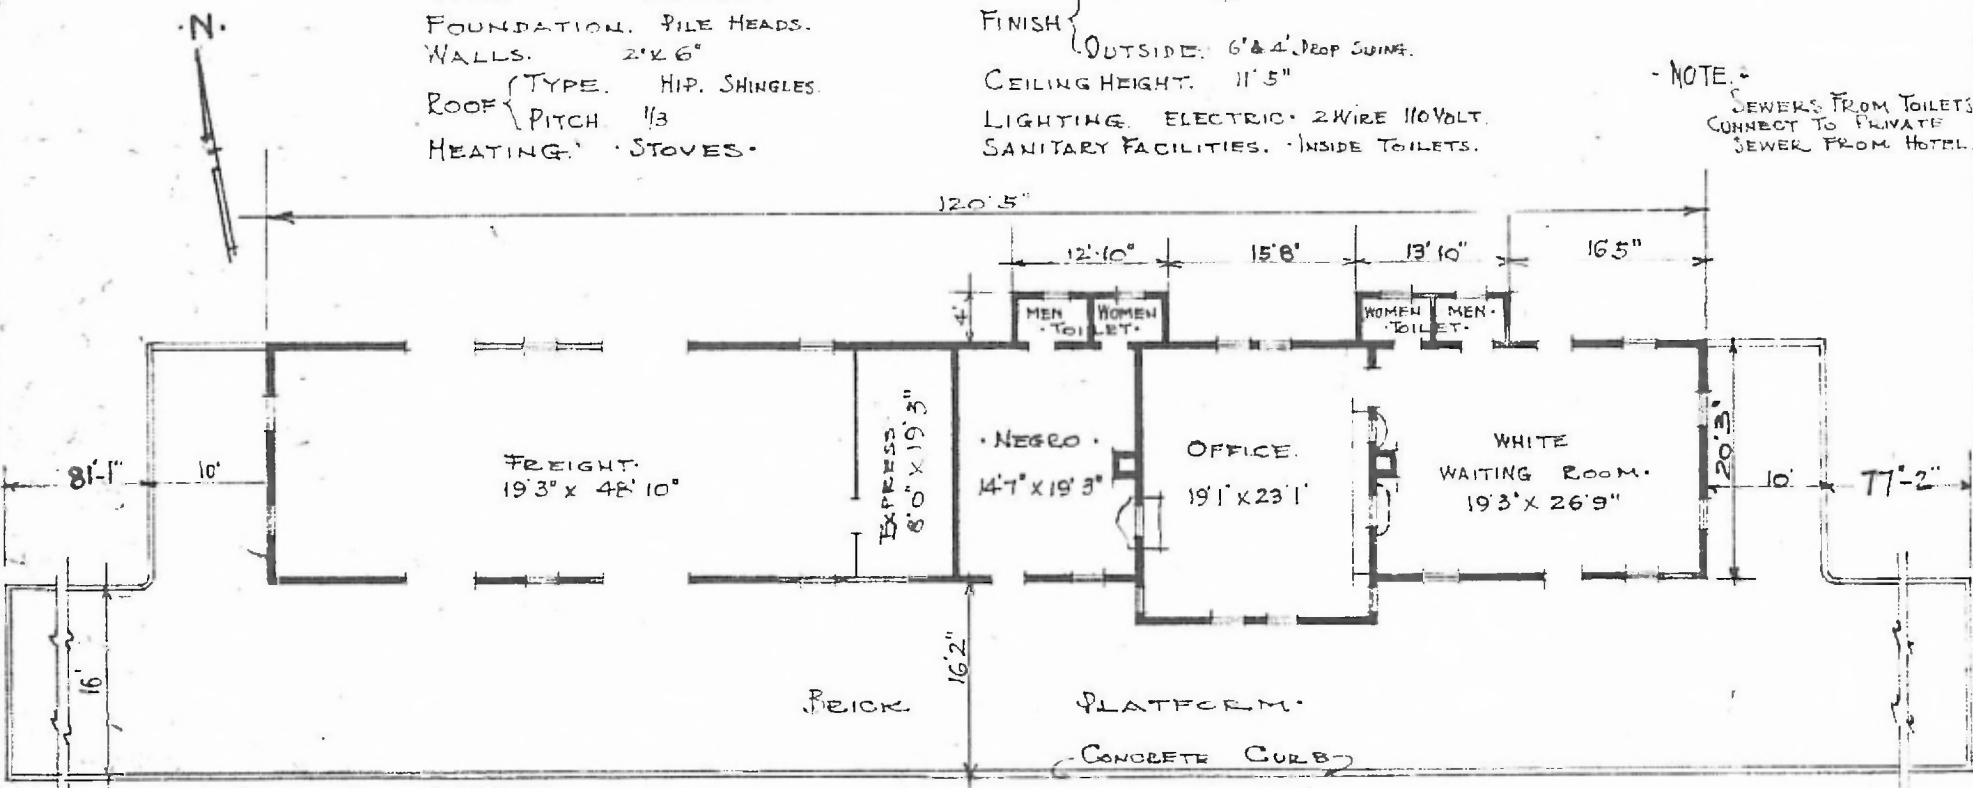 ·N·
FOUNDATION. PILE HEADS.
WALLS. 2"X 6"
ROOF { TYPE. HIP. SHINGLES.
PITCH 1/3
HEATING. ·STOVES·
FINISH {
OUTSIDE. 6" & 4" DROP SIDING.
CEILING HEIGHT. 11'5"
LIGHTING. ELECTRIC· 2 WIRE 110 VOLT.
SANITARY FACILITIES. ·INSIDE TOILETS.
-NOTE.-
SEWERS FROM TOILETS
CONNECT TO PRIVATE
SEWER FROM HOTEL.
120'5"
12'-10" 15'8" 13'10" 16'5"
4'
MEN WOMEN
·TOILET·
WOMEN MEN·
·TOILET·
81'-1" 10'
FREIGHT·
19'3" X 48'10"
EXPRESS
8'0" X 19'3"
·NEGRO·
14'7" X 19'3"
OFFICE.
19'1" X 23'1"
WHITE
WAITING ROOM.
19'3" X 26'9"
20'3"
10' 77'-2"
16'
16'2"
BRICK PLATFORM·
CONCRETE CURB